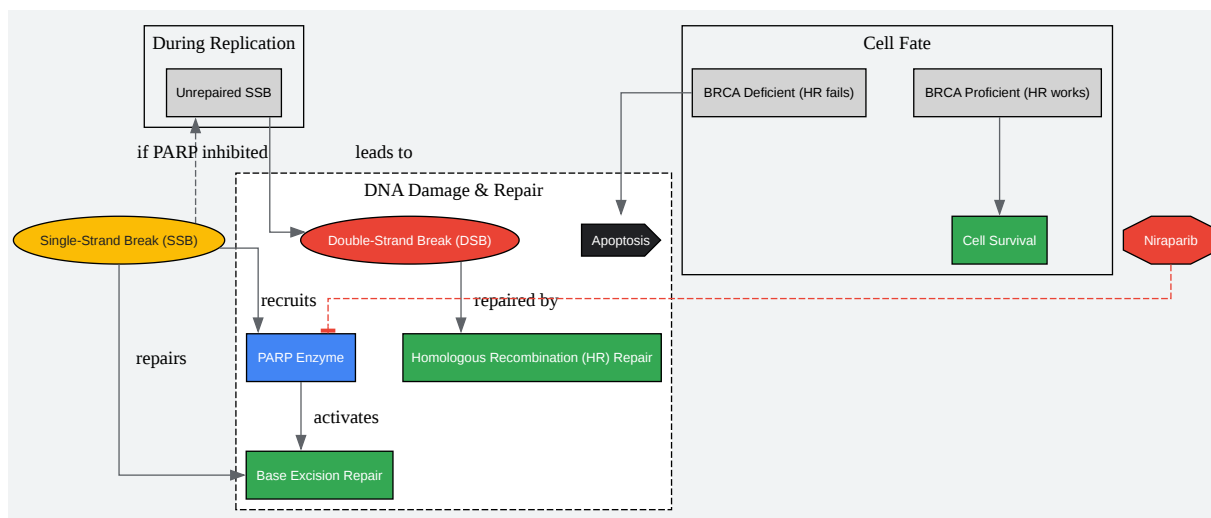 During Replication
Cell Fate
Unrepaired SSB
BRCA Deficient (HR fails)
BRCA Proficient (HR works)
if PARP inhibited
leads to
DNA Damage & Repair
Single-Strand Break (SSB)
Double-Strand Break (DSB)
Apoptosis
Cell Survival
Niraparib
recruits
repaired by
repairs
PARP Enzyme
Homologous Recombination (HR) Repair
activates
Base Excision Repair